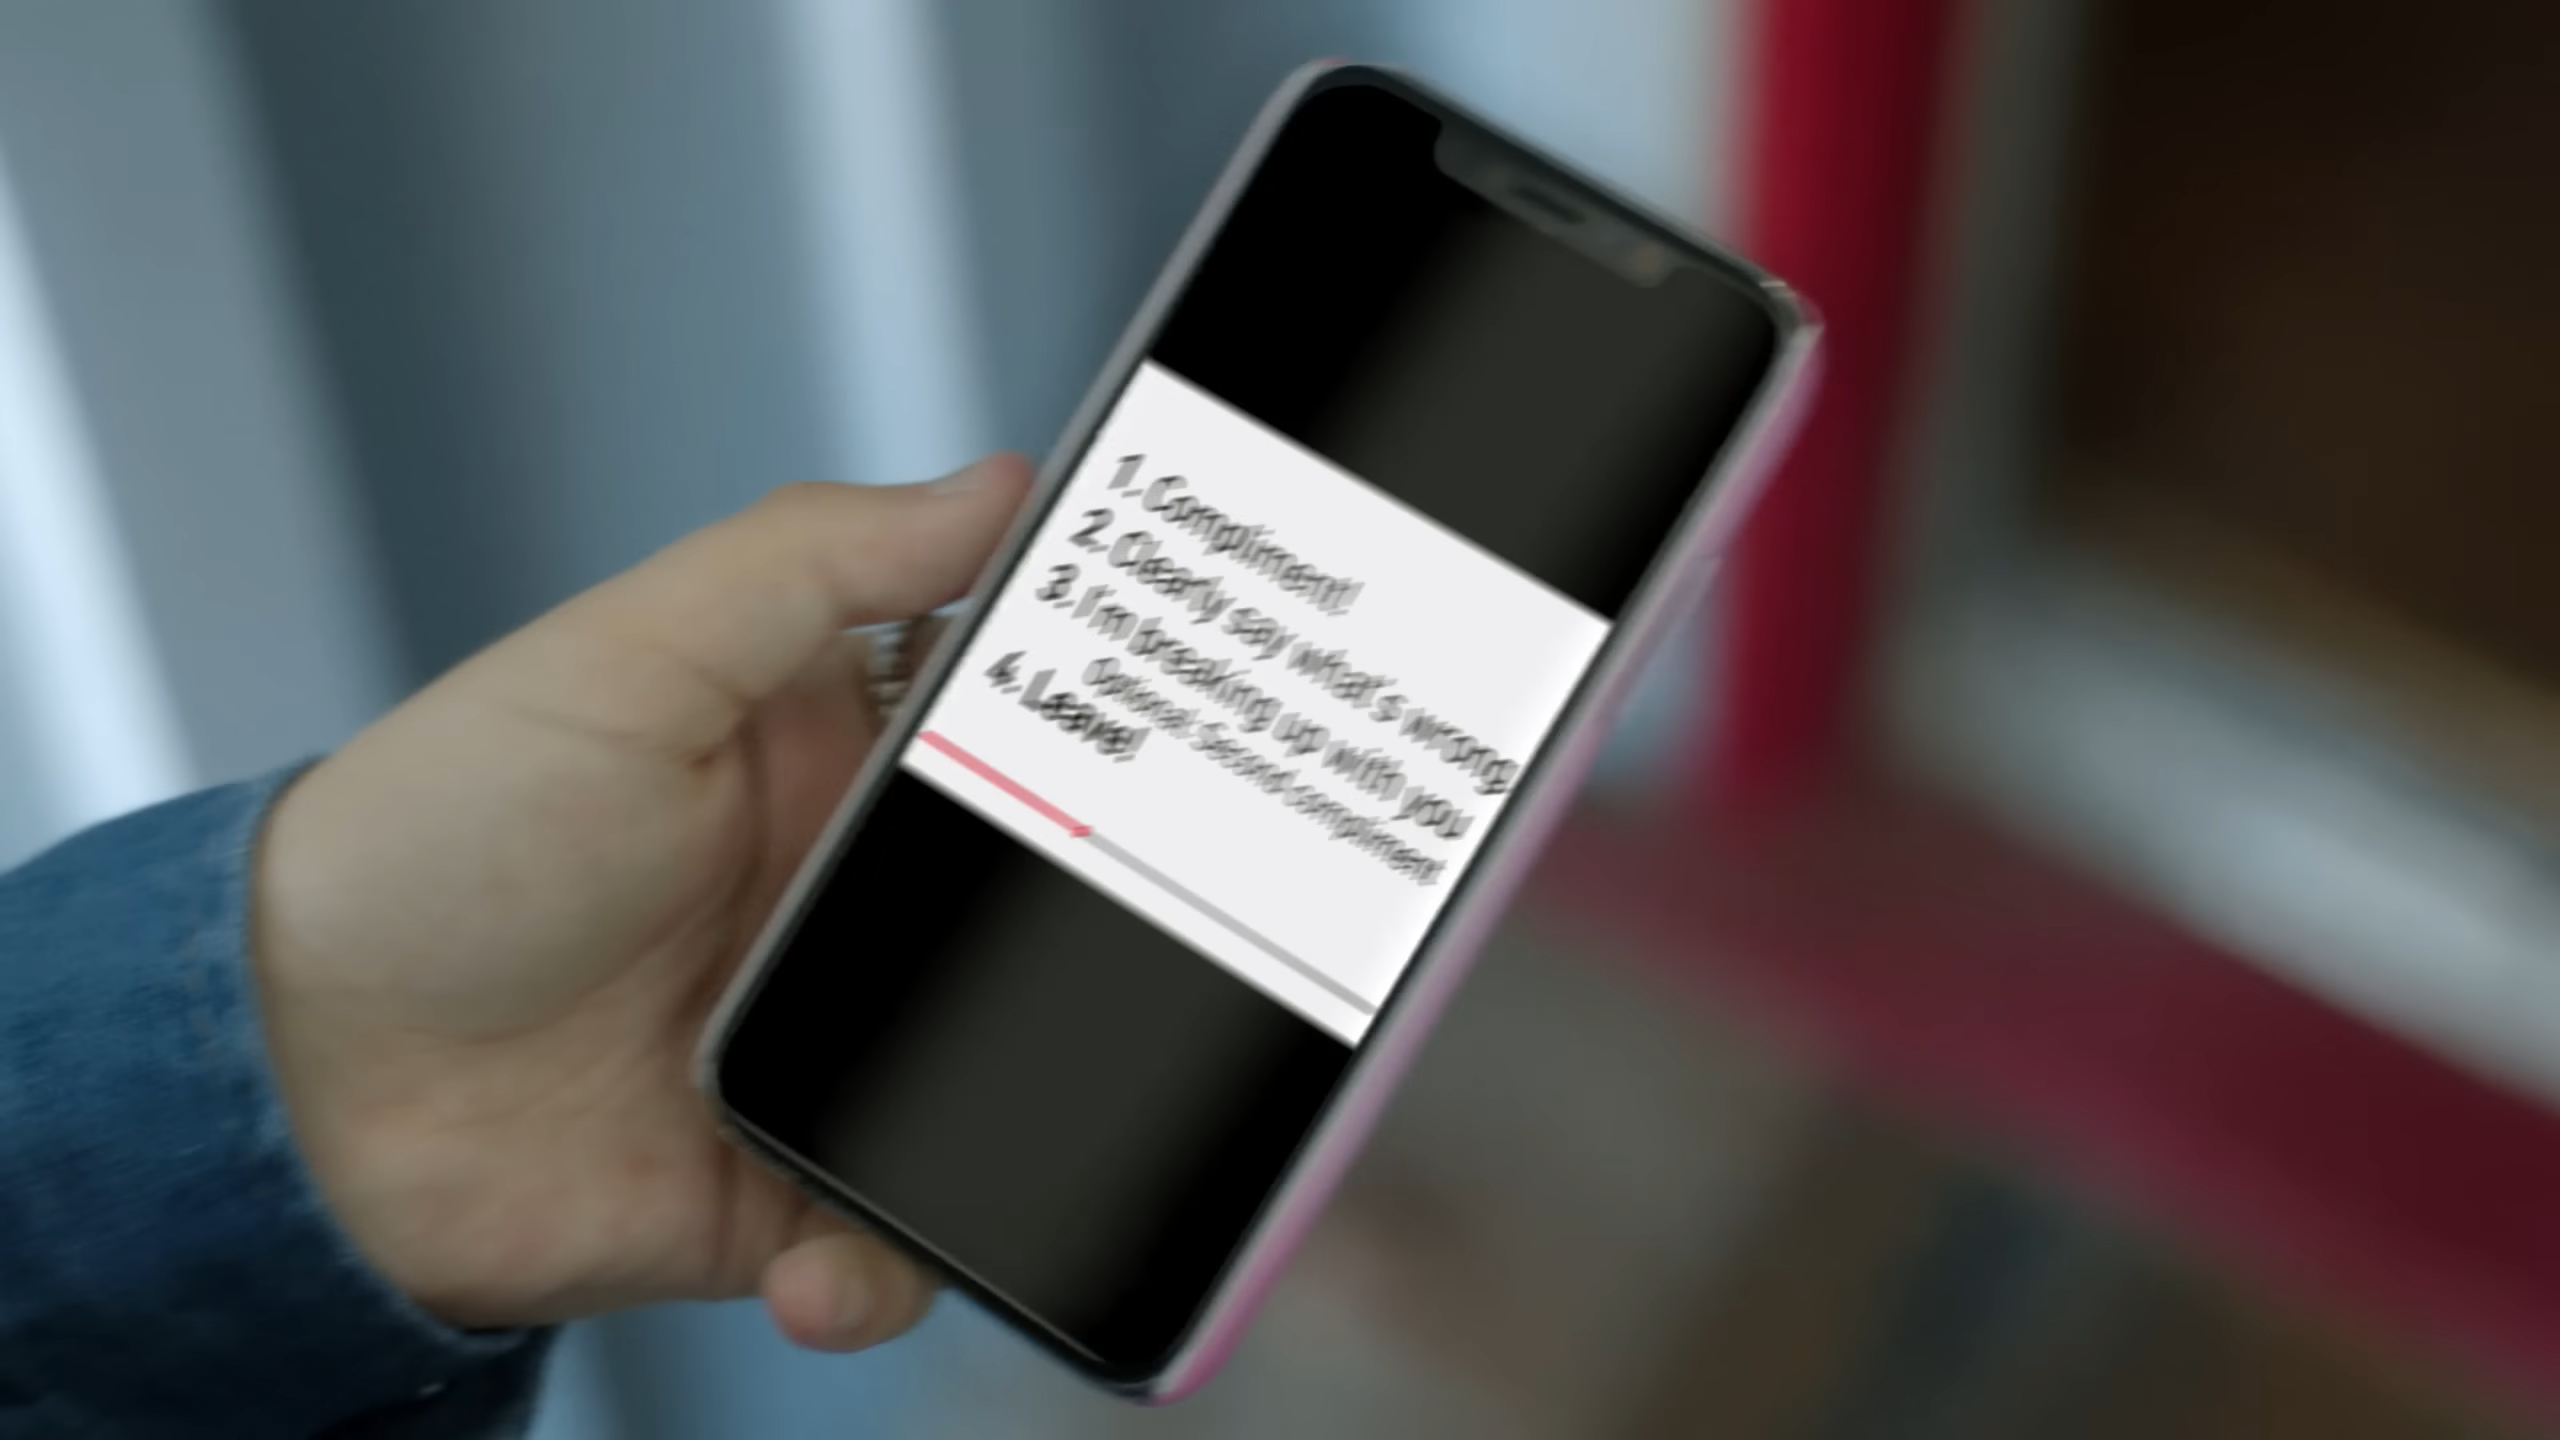 1. Compliment!
2. Clearly say what's wrong!
3. I'm breaking up with you
Optional: Second compliment
4. Leave!